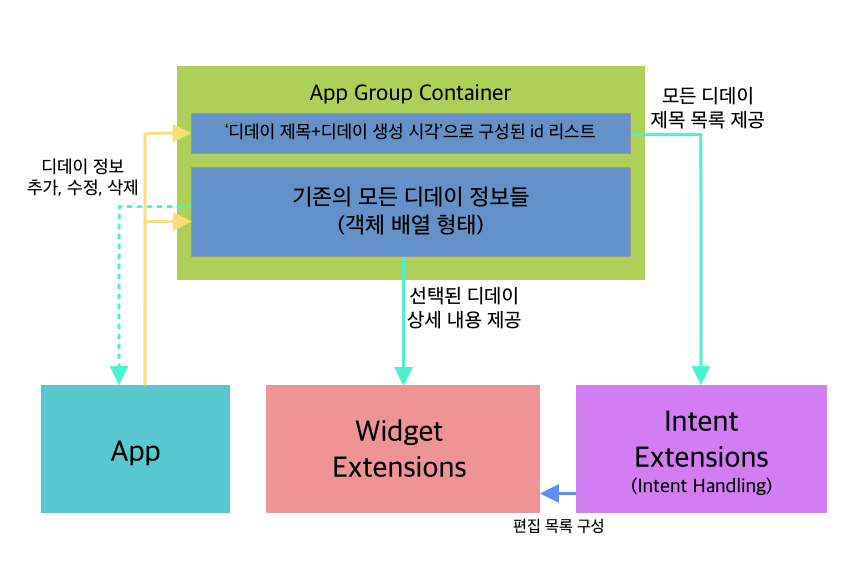 App Group Container
'디데이 제목+디데이 생성 시각'으로 구성된 id 리스트
기존의 모든 디데이 정보들
(객체 배열 형태)
모든 디데이
제목 목록 제공
디데이 정보
추가, 수정, 삭제
선택된 디데이
상세 내용 제공
App
Widget
Extensions
Intent
Extensions
(Intent Handling)
편집 목록 구성